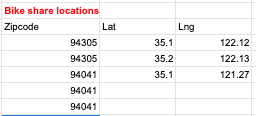 Bike share locations
Zipcode Lat Lng
94305 35.1 122.12
94305 35.2 122.13
94041 35.1 121.27
94041
94041